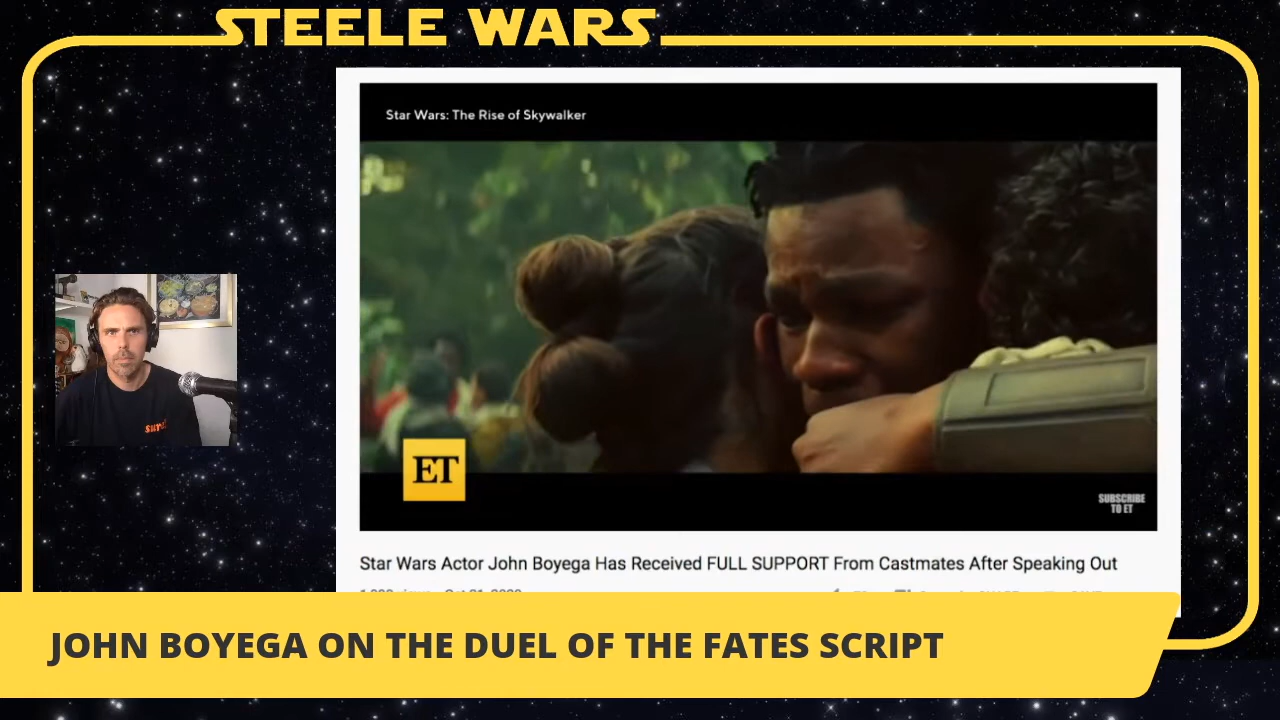 STEELE WARS
Star Wars: The Rise of Skywalker
ET
SUBSCRIBE
TO ET
Star Wars Actor John Boyega Has Received FULL SUPPORT From Castmates After Speaking Out
JOHN BOYEGA ON THE DUEL OF THE FATES SCRIPT